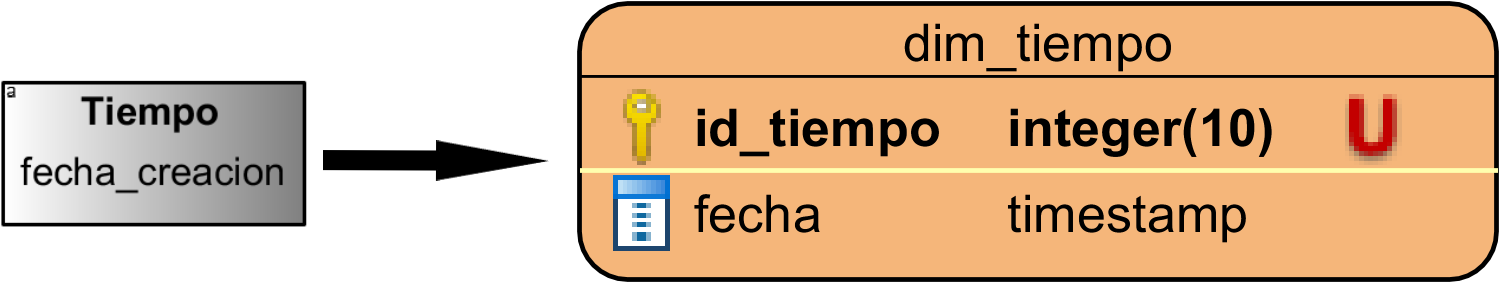 a
Tiempo
fecha_creacion
dim_tiempo
id_tiempo integer(10) U
fecha timestamp